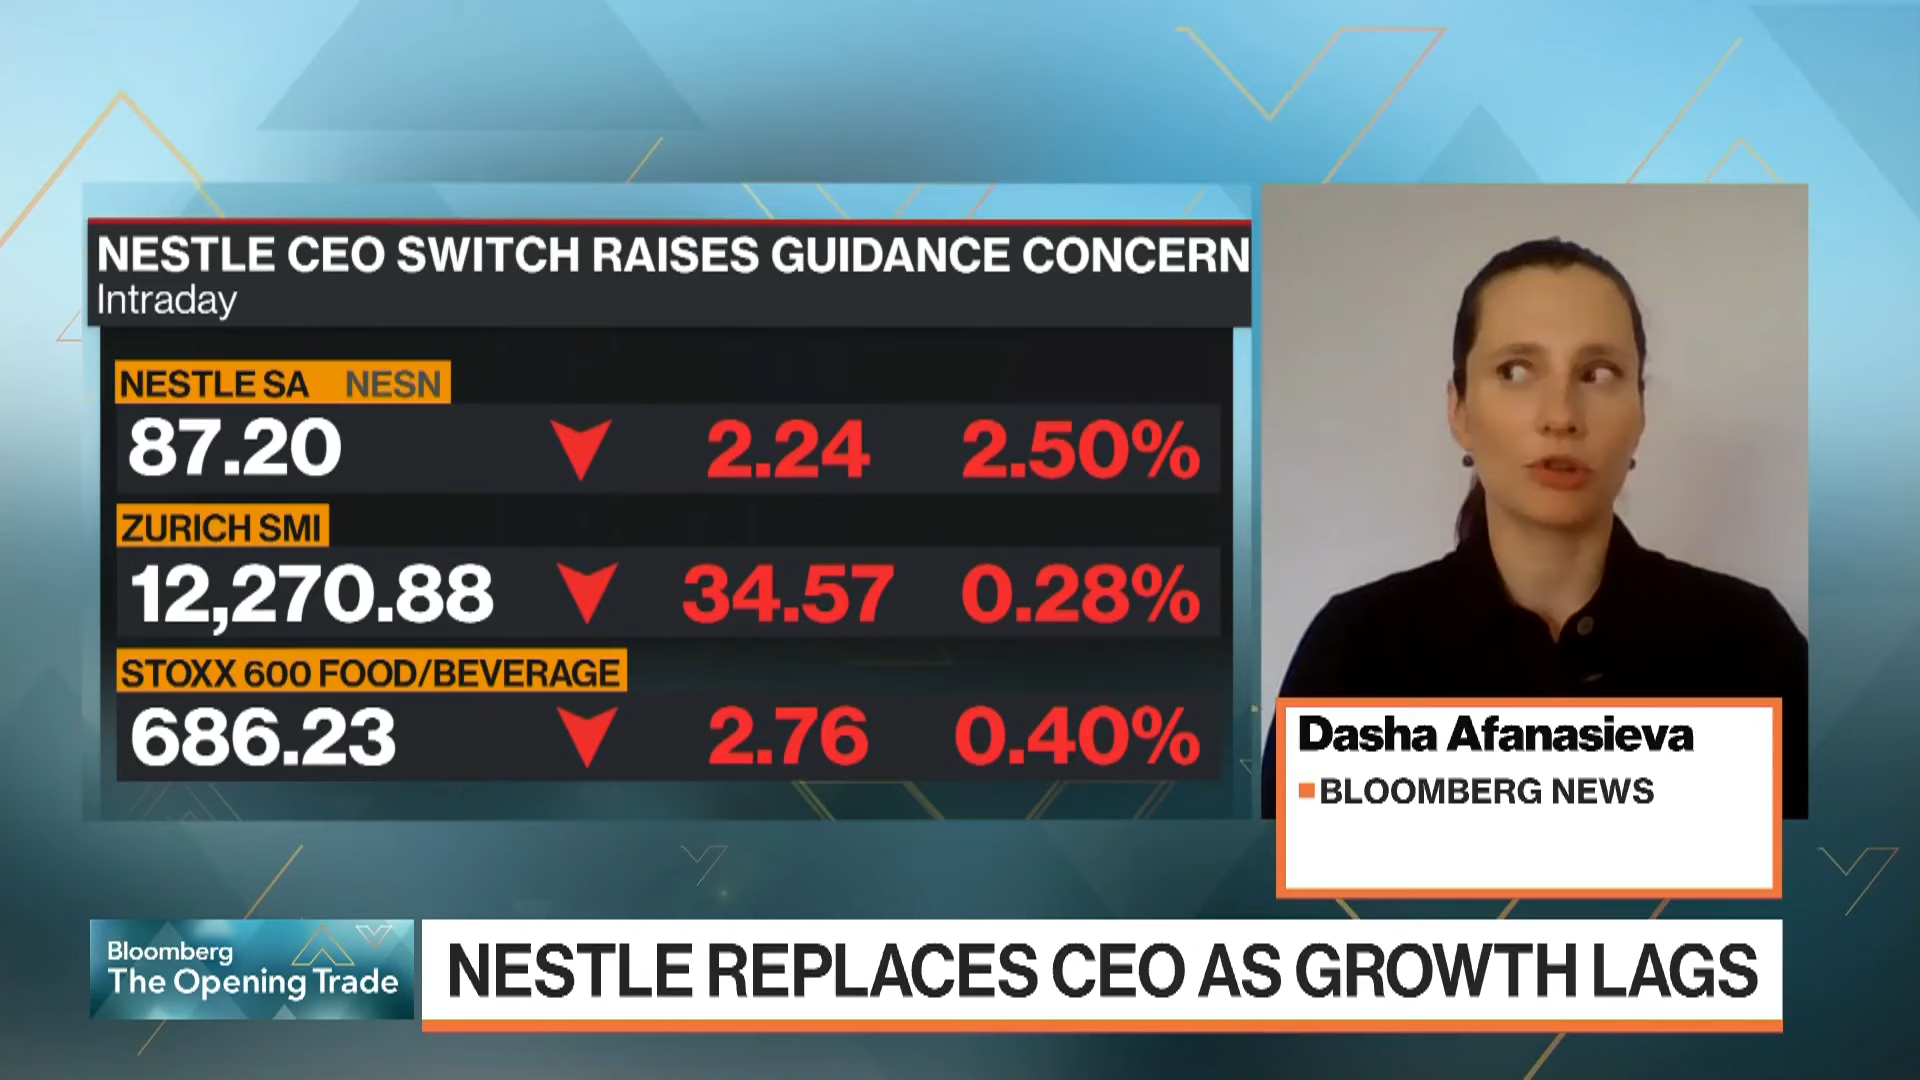 NESTLE CEO SWITCH RAISES GUIDANCE CONCERN
Intraday
NESTLE SA NESN
87.20 2.24 2.50%
ZURICH SMI
12,270.88 34.57 0.28%
STOXX 600 FOOD/BEVERAGE
686.23 2.76 0.40%
Dasha Afanasieva
BLOOMBERG NEWS
Bloomberg
The Opening Trade
NESTLE REPLACES CEO AS GROWTH LAGS